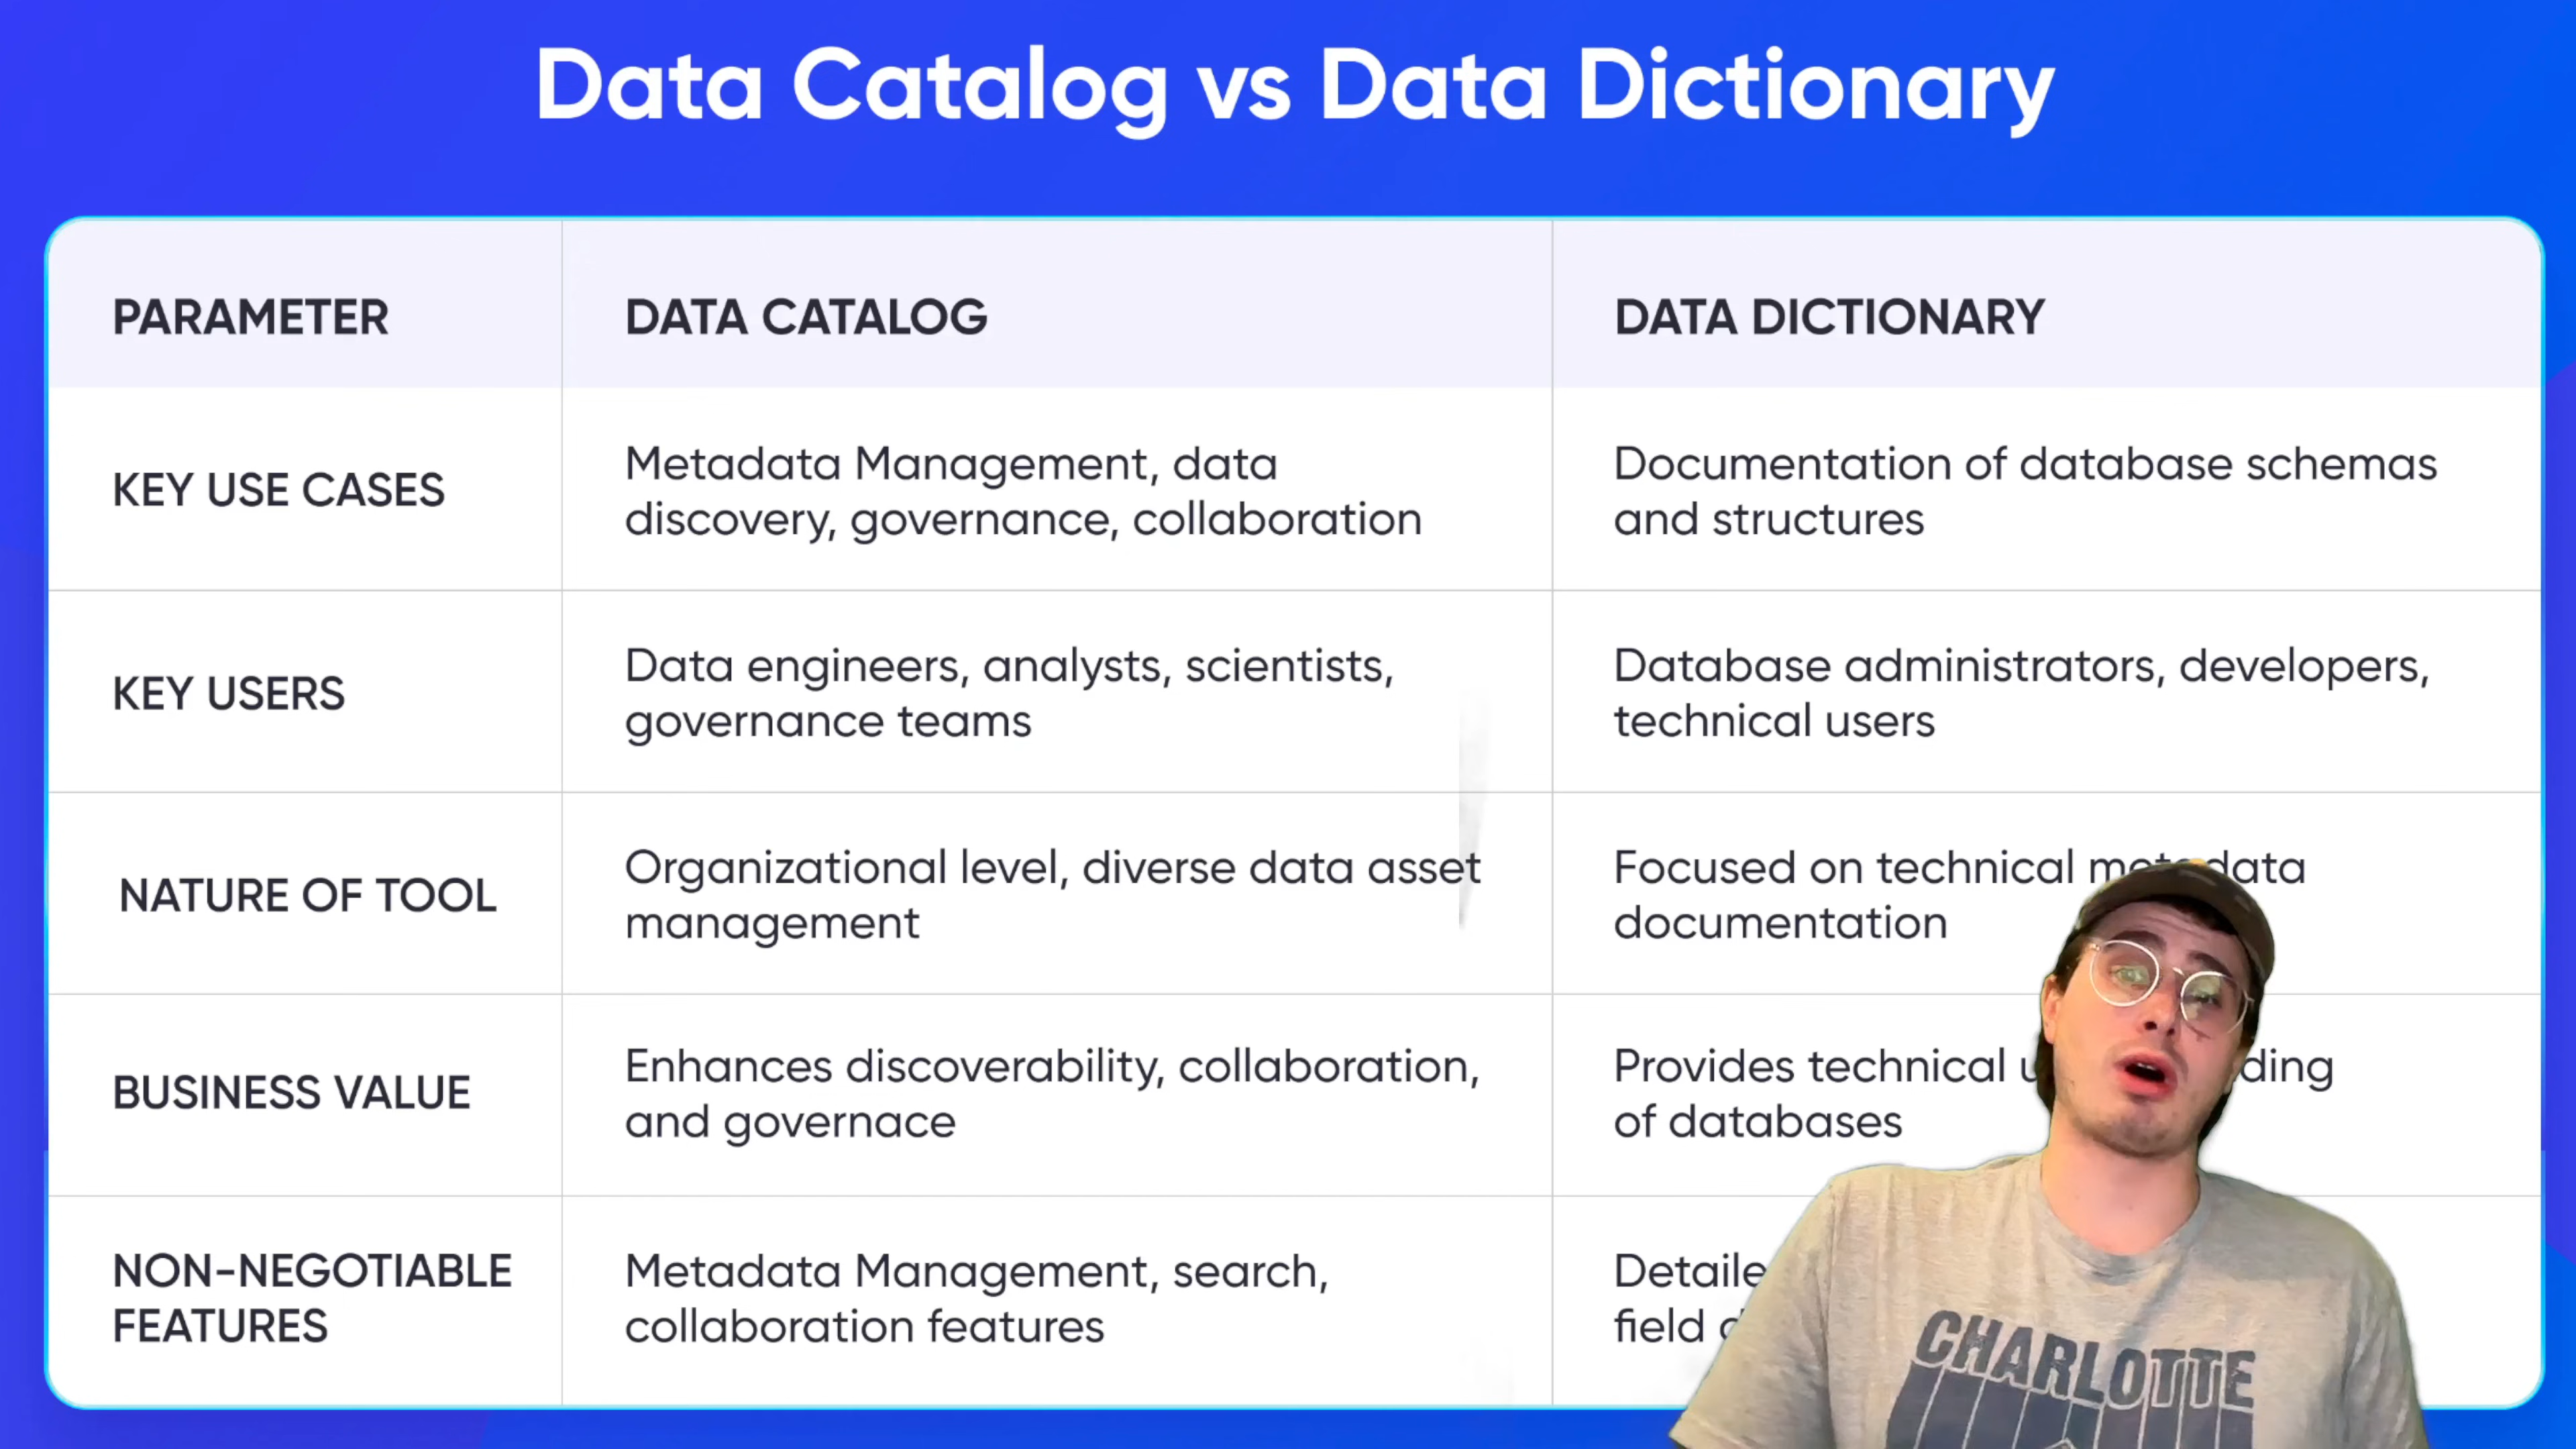 Data Catalog vs Data Dictionary
PARAMETER
DATA CATALOG
DATA DICTIONARY
KEY USE CASES
Metadata Management, data
discovery, governance, collaboration
Documentation of database schemas
and structures
KEY USERS
Data engineers, analysts, scientists,
governance teams
Database administrators, developers,
technical users
NATURE OF TOOL
Organizational level, diverse data asset
management
Focused on technical metadata
documentation
BUSINESS VALUE
Enhances discoverability, collaboration,
and governace
Provides technical
of databases
NON-NEGOTIABLE
FEATURES
Metadata Management, search,
collaboration features
field
CHARLOTTE